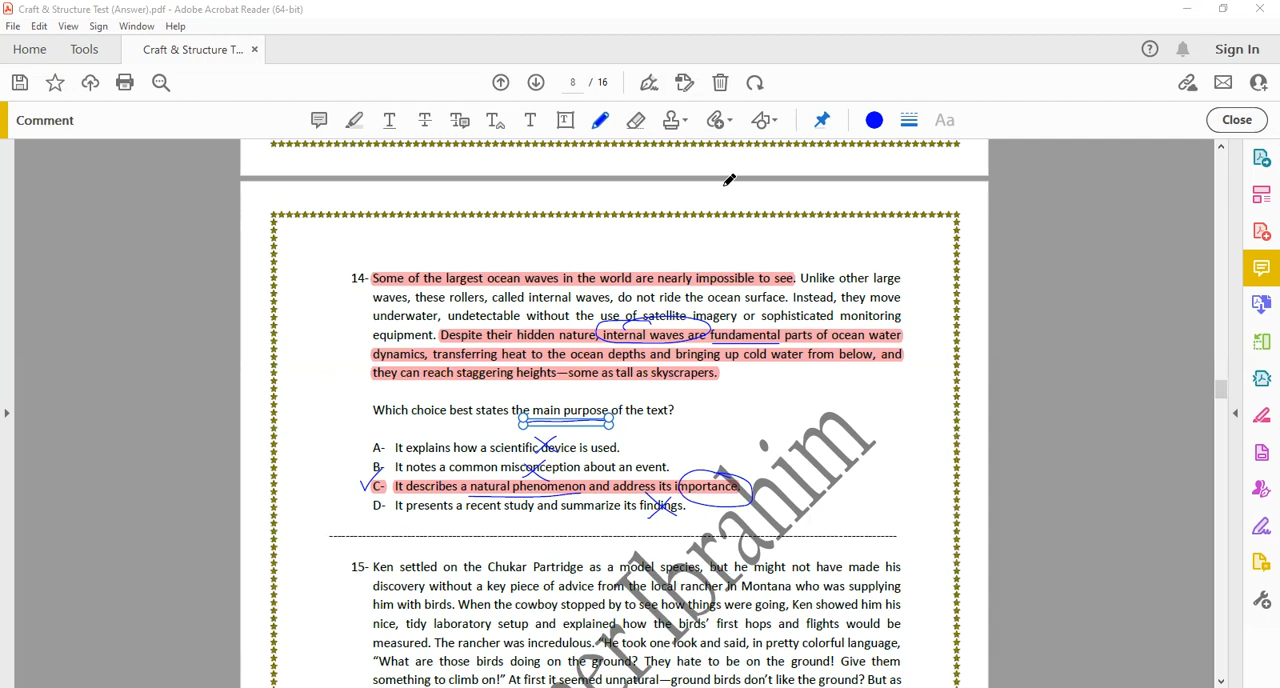 Craft & Structure Test (Answer).pdf - Adobe Acrobat Reader (64-bit)
File Edit View Sign Window Help
Home Tools Craft & Structure T... × Sign In
8 / 16
Comment Aa Close
14- Some of the largest ocean waves in the world are nearly impossible to see. Unlike other large
waves, these rollers, called internal waves, do not ride the ocean surface. Instead, they move
underwater, undetectable without the use of satellite imagery or sophisticated monitoring
equipment. Despite their hidden nature, internal waves are fundamental parts of ocean water
dynamics, transferring heat to the ocean depths and bringing up cold water from below, and
they can reach staggering heights—some as tall as skyscrapers.
Which choice best states the main purpose of the text?
A- It explains how a scientific device is used.
B- It notes a common misconception about an event.
C- It describes a natural phenomenon and address its importance.
D- It presents a recent study and summarize its findings.
15- Ken settled on the Chukar Partridge as a model species, but he might not have made his
discovery without a key piece of advice from the local rancher in Montana who was supplying
him with birds. When the cowboy stopped by to see how things were going, Ken showed him his
nice, tidy laboratory setup and explained how the birds' first hops and flights would be
measured. The rancher was incredulous. "He took one look and said, in pretty colorful language,
"What are those birds doing on the ground? They hate to be on the ground! Give them
something to climb on!" At first it seemed unnatural—ground birds don't like the ground? But as
Ibrahim